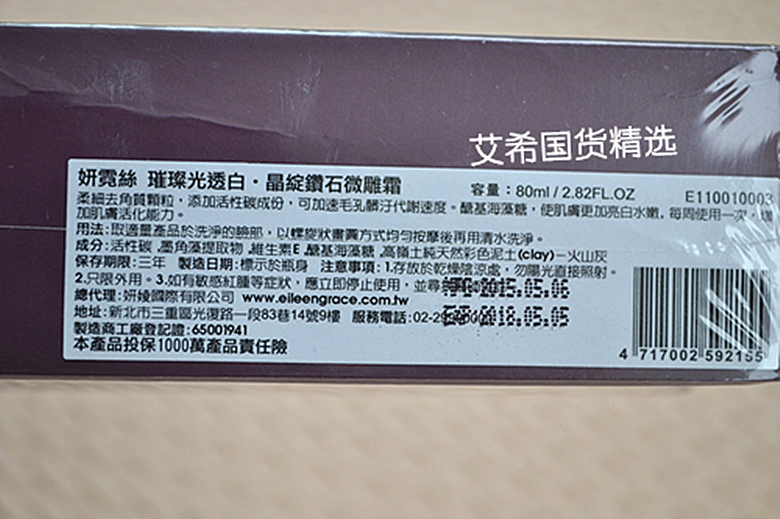 艾希国货精选
妍霓絲 璀璨光透白・晶綻鑽石微雕霜 容量：80ml / 2.82FL.OZ E110010003
柔細去角質顆粒，添加活性碳成份，可加速毛孔髒汙代謝速度。醣基海藻糖，使肌膚更加亮白水嫩，每周使用一次，
加肌膚活化能力。
用法：取適量產品於洗淨的臉部，以螺旋狀畫圓方式均勻按摩後再用清水洗淨。
成分：活性碳、墨角藻提取物、維生素E、醣基海藻糖、高嶺土純天然彩色泥土(clay)－火山灰
保存期限：三年 製造日期：標示於瓶身 注意事項：1.存放於乾燥陰涼處，勿陽光直接照射。
2.只限外用。3.如有敏感紅腫等症狀，應立即停止使用，並尋 2015.05.06
總代理：妍婈國際有限公司 www.eileengrace.com.tw
地址：新北市三重區光復路一段83巷14號9樓 服務電話：02-29 2018.05.05
製造商工廠登記證：65001941
本產品投保1000萬產品責任險
4 717002 592155